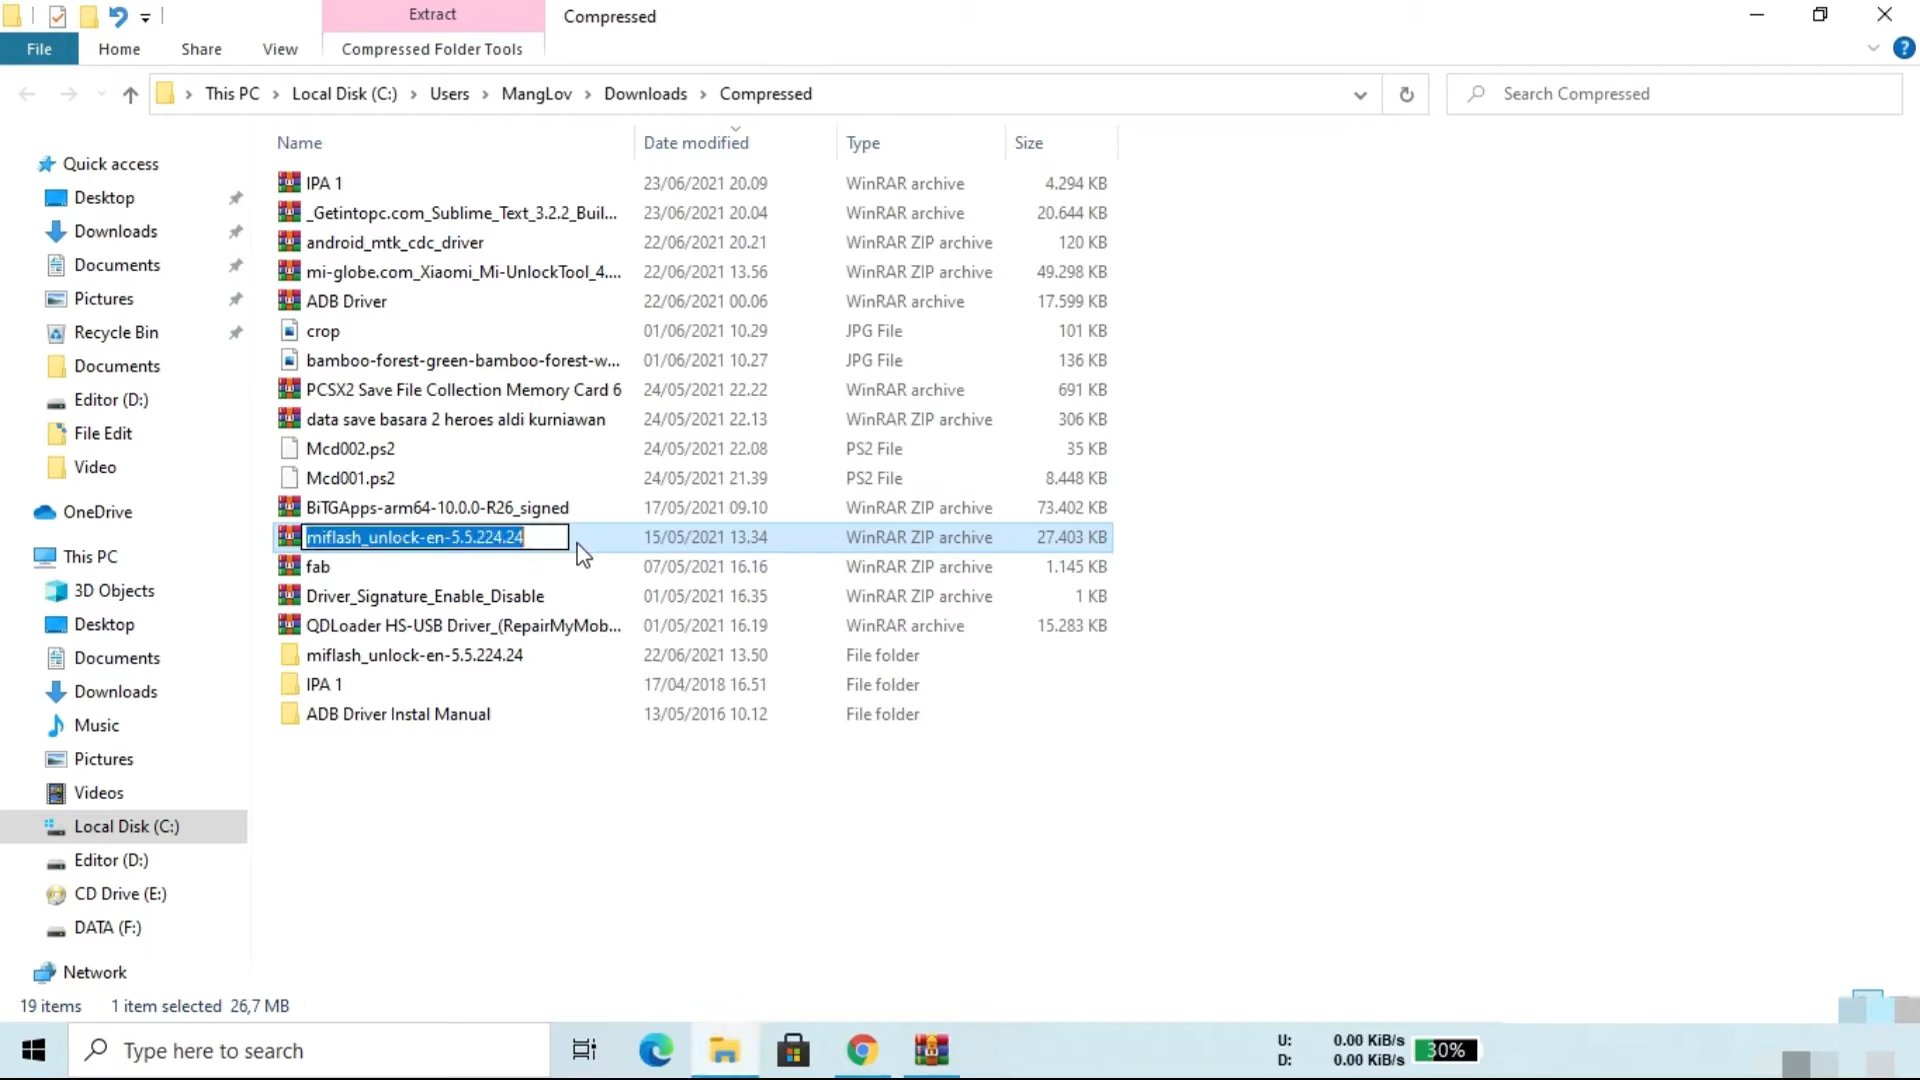 Extract
Compressed
File
Home
Share
View
Compressed Folder Tools
This PC
Local Disk (C:)
Users
MangLov
Downloads
Compressed
Search Compressed
Name
Date modified
Type
Size
IPA 1 23/06/2021 20.09 WinRAR archive 4.294 KB
_Getintopc.com_Sublime_Text_3.2.2_Buil... 23/06/2021 20.04 WinRAR archive 20.644 KB
android_mtk_cdc_driver 22/06/2021 20.21 WinRAR ZIP archive 120 KB
mi-globe.com_Xiaomi_Mi-UnlockTool_4.... 22/06/2021 13.56 WinRAR ZIP archive 49.298 KB
ADB Driver 22/06/2021 00.06 WinRAR archive 17.599 KB
crop 01/06/2021 10.29 JPG File 101 KB
bamboo-forest-green-bamboo-forest-w... 01/06/2021 10.27 JPG File 136 KB
PCSX2 Save File Collection Memory Card 6 24/05/2021 22.22 WinRAR archive 691 KB
data save basara 2 heroes aldi kurniawan 24/05/2021 22.13 WinRAR ZIP archive 306 KB
Mcd002.ps2 24/05/2021 22.08 PS2 File 35 KB
Mcd001.ps2 24/05/2021 21.39 PS2 File 8.448 KB
BiTGApps-arm64-10.0.0-R26_signed 17/05/2021 09.10 WinRAR ZIP archive 73.402 KB
miflash_unlock-en-5.5.224.24 15/05/2021 13.34 WinRAR ZIP archive 27.403 KB
fab 07/05/2021 16.16 WinRAR ZIP archive 1.145 KB
Driver_Signature_Enable_Disable 01/05/2021 16.35 WinRAR ZIP archive 1 KB
QDLoader HS-USB Driver_(RepairMyMob... 01/05/2021 16.19 WinRAR archive 15.283 KB
miflash_unlock-en-5.5.224.24 22/06/2021 13.50 File folder
IPA 1 17/04/2018 16.51 File folder
ADB Driver Instal Manual 13/05/2016 10.12 File folder
Quick access
Desktop
Downloads
Documents
Pictures
Recycle Bin
Documents
Editor (D:)
File Edit
Video
OneDrive
This PC
3D Objects
Desktop
Documents
Downloads
Music
Pictures
Videos
Local Disk (C:)
Editor (D:)
CD Drive (E:)
DATA (F:)
Network
19 items 1 item selected 26,7 MB
Type here to search
U: 0.00 KiB/s
D: 0.00 KiB/s
30%